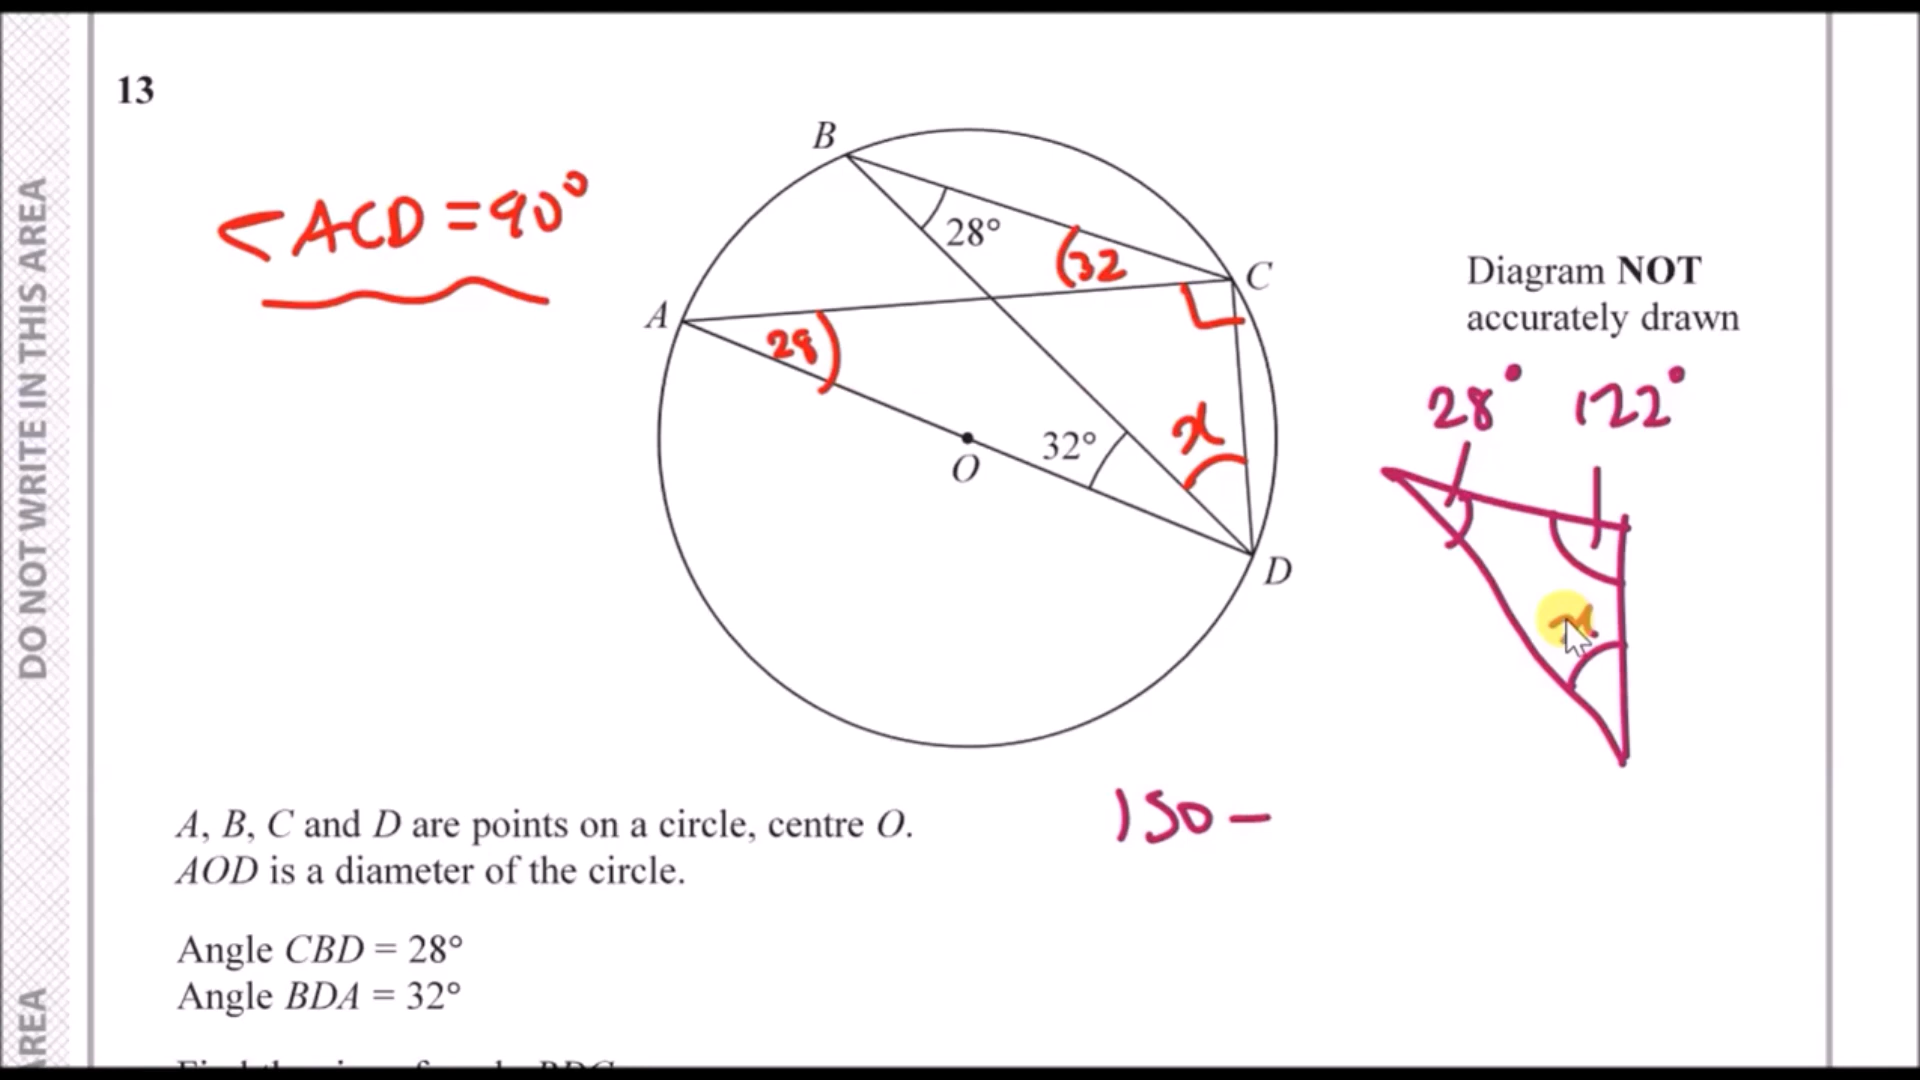 DO NOT WRITE IN THIS AREA
AREA
13
<ACD = 90°
B
28°
(32
C
A
28)
32°
x
O
D
Diagram NOT
accurately drawn
28° 122°
x
A, B, C and D are points on a circle, centre O.
AOD is a diameter of the circle.
150 –
Angle CBD = 28°
Angle BDA = 32°